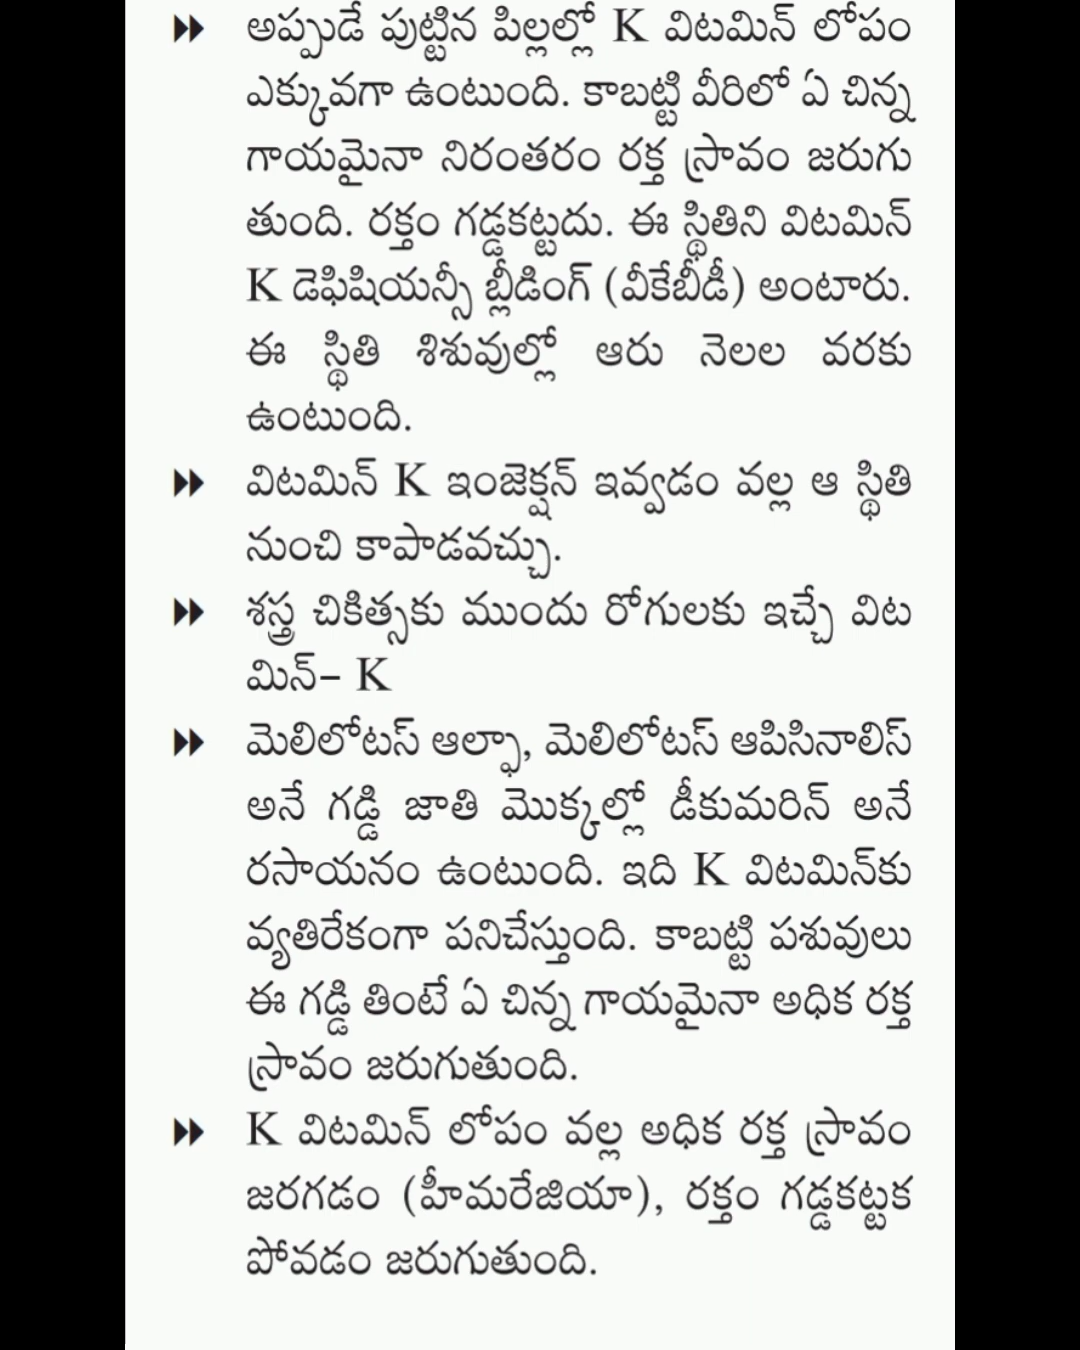 ▶▶ అప్పుడే పుట్టిన పిల్లల్లో K విటమిన్ లోపం
ఎక్కువగా ఉంటుంది. కాబట్టి వీరిలో ఏ చిన్న
గాయమైనా నిరంతరం రక్త స్రావం జరుగు
తుంది. రక్తం గడ్డకట్టదు. ఈ స్థితిని విటమిన్
K డెఫిషియన్సీ బ్లీడింగ్ (వీకేబీడీ) అంటారు.
ఈ స్థితి శిశువుల్లో ఆరు నెలల వరకు
ఉంటుంది.
▶▶ విటమిన్ K ఇంజెక్షన్ ఇవ్వడం వల్ల ఆ స్థితి
నుంచి కాపాడవచ్చు.
▶▶ శస్త్ర చికిత్సకు ముందు రోగులకు ఇచ్చే విట
మిన్– K
▶▶ మెలిలోటస్ ఆల్ఫా, మెలిలోటస్ ఆపిసినాలిస్
అనే గడ్డి జాతి మొక్కల్లో డీకుమరిన్ అనే
రసాయనం ఉంటుంది. ఇది K విటమిన్‌కు
వ్యతిరేకంగా పనిచేస్తుంది. కాబట్టి పశువులు
ఈ గడ్డి తింటే ఏ చిన్న గాయమైనా అధిక రక్త
స్రావం జరుగుతుంది.
▶▶ K విటమిన్ లోపం వల్ల అధిక రక్త స్రావం
జరగడం (హీమరేజియా), రక్తం గడ్డకట్టక
పోవడం జరుగుతుంది.